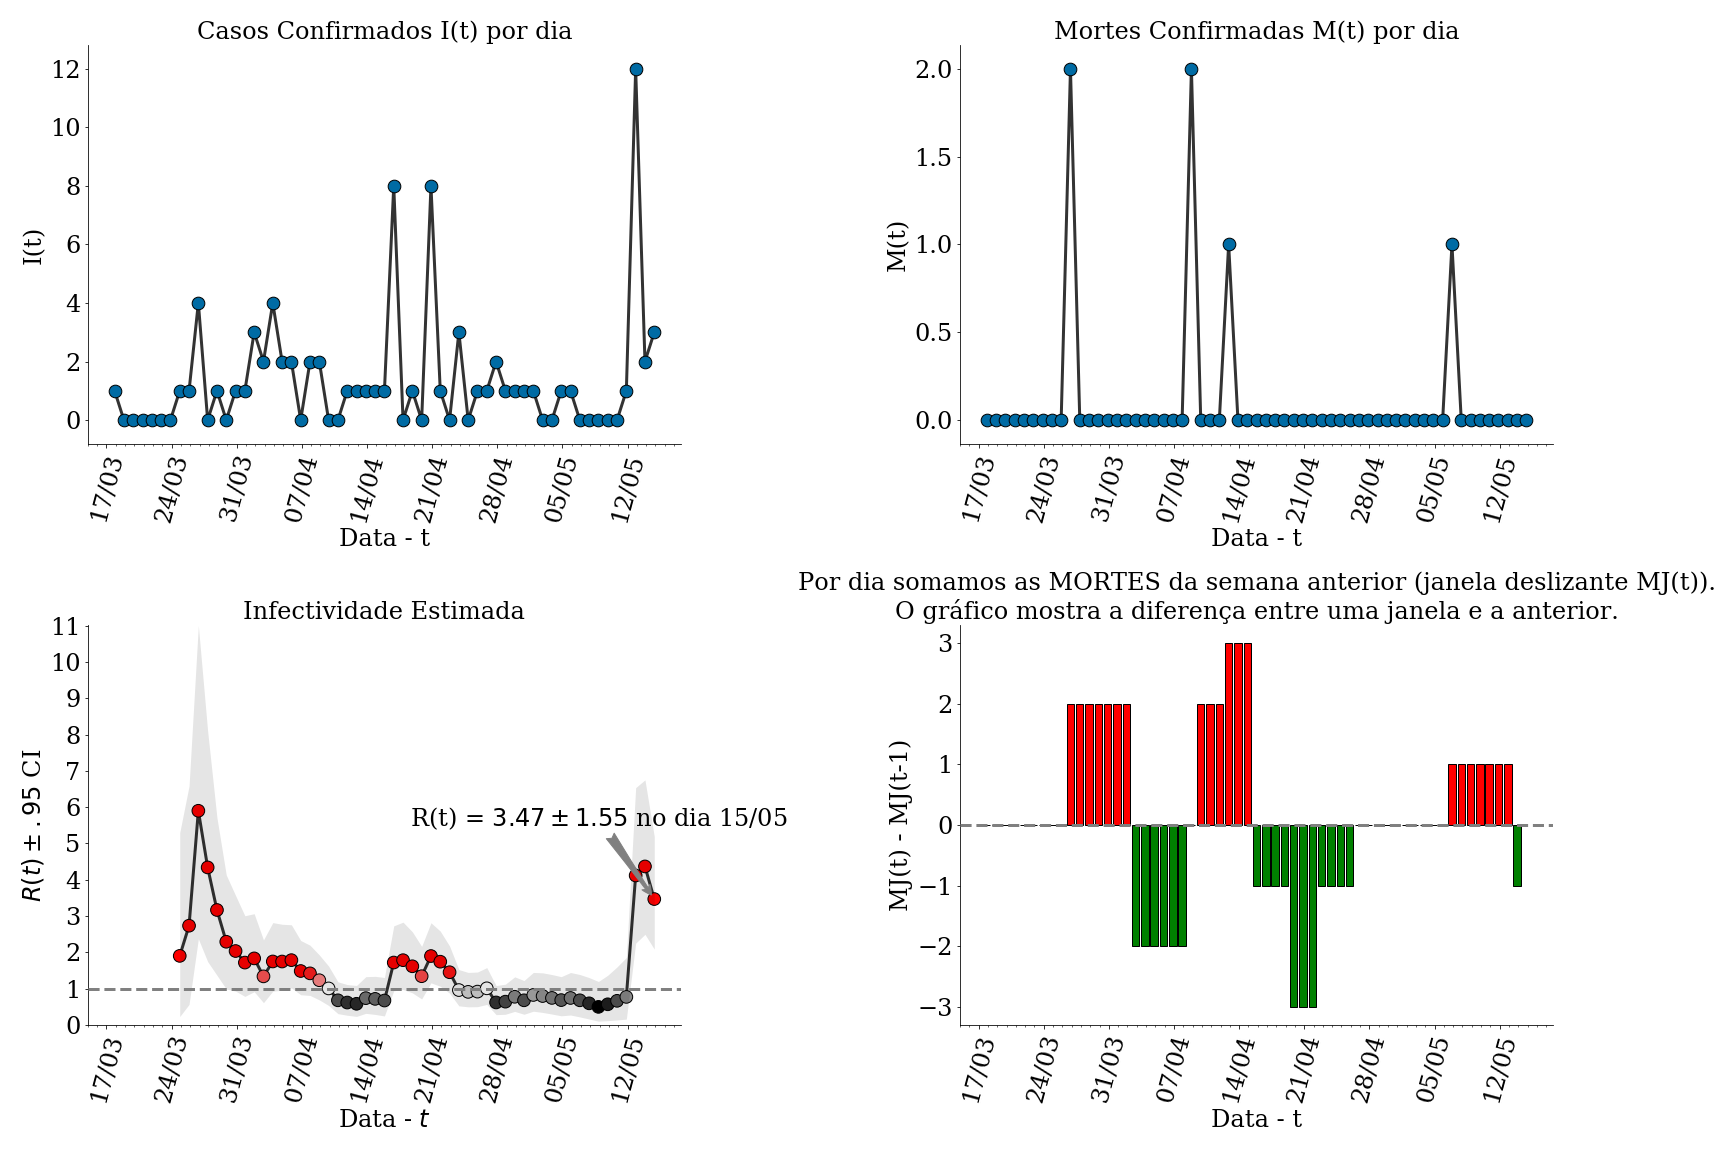 Casos Confirmados I(t) por dia
I(t)
12
10
8
6
4
2
0
17/03 24/03 31/03 07/04 14/04 21/04 28/04 05/05 12/05
Data - t
Mortes Confirmadas M(t) por dia
M(t)
2.0
1.5
1.0
0.5
0.0
17/03 24/03 31/03 07/04 14/04 21/04 28/04 05/05 12/05
Data - t
Infectividade Estimada
R(t) ± .95 CI
11
10
9
8
7
6
5
4
3
2
1
0
R(t) = 3.47 ± 1.55 no dia 15/05
17/03 24/03 31/03 07/04 14/04 21/04 28/04 05/05 12/05
Data - t
Por dia somamos as MORTES da semana anterior (janela deslizante MJ(t)).
O gráfico mostra a diferença entre uma janela e a anterior.
MJ(t) - MJ(t-1)
3
2
1
0
−1
−2
−3
17/03 24/03 31/03 07/04 14/04 21/04 28/04 05/05 12/05
Data - t